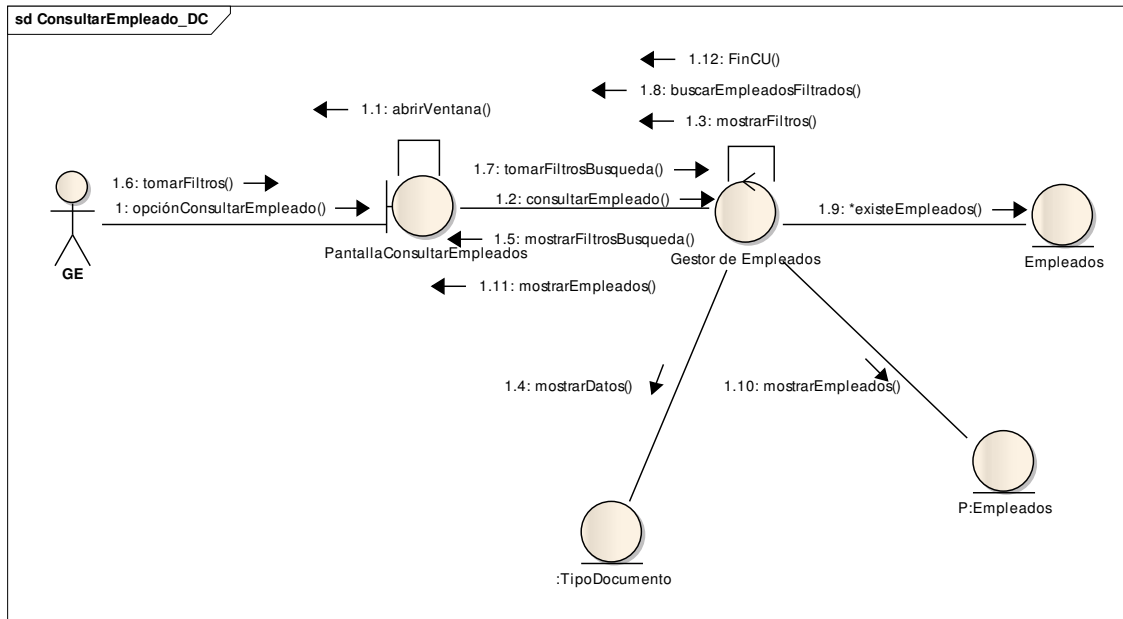 sd ConsultarEmpleado_DC
1.12: FinCU()
1.8: buscarEmpleadosFiltrados()
1.1: abrirVentana()
1.3: mostrarFiltros()
1.7: tomarFiltrosBusqueda()
1.6: tomarFiltros()
1.2: consultarEmpleado()
1: opciónConsultarEmpleado()
1.9: *existeEmpleados()
1.5: mostrarFiltrosBusqueda()
PantallaConsultarEmpleados
Gestor de Empleados
Empleados
GE
1.11: mostrarEmpleados()
1.4: mostrarDatos()
1.10: mostrarEmpleados()
P:Empleados
:TipoDocumento